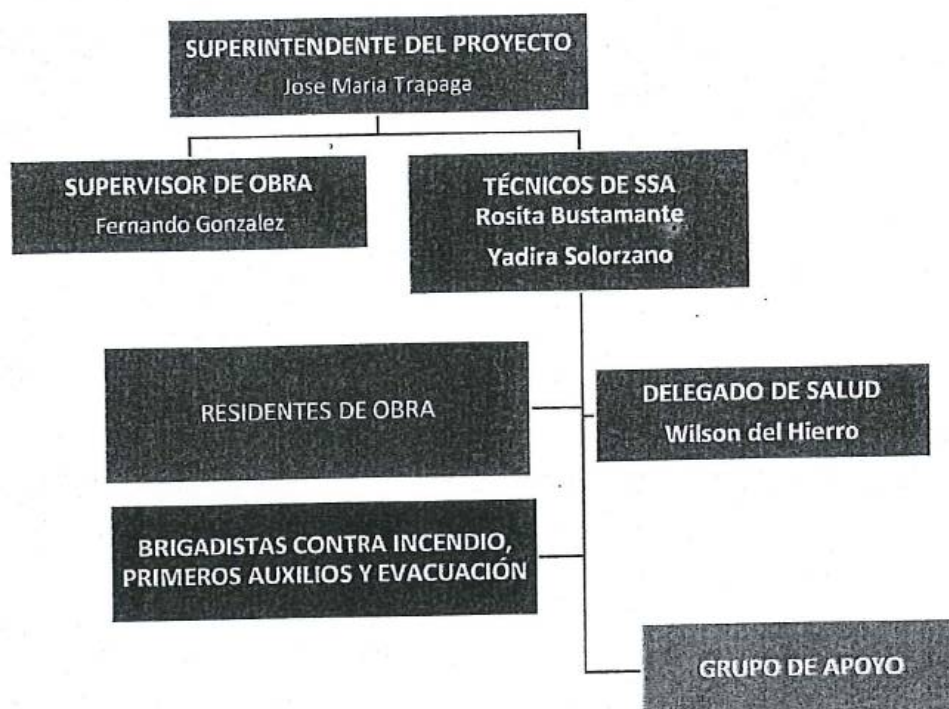 SUPERINTENDENTE DEL PROYECTO
Jose Maria Trapaga
SUPERVISOR DE OBRA
Fernando Gonzalez
TÉCNICOS DE SSA
Rosita Bustamante
Yadira Solorzano
RESIDENTES DE OBRA
DELEGADO DE SALUD
Wilson del Hierro
BRIGADISTAS CONTRA INCENDIO,
PRIMEROS AUXILIOS Y EVACUACIÓN
GRUPO DE APOYO